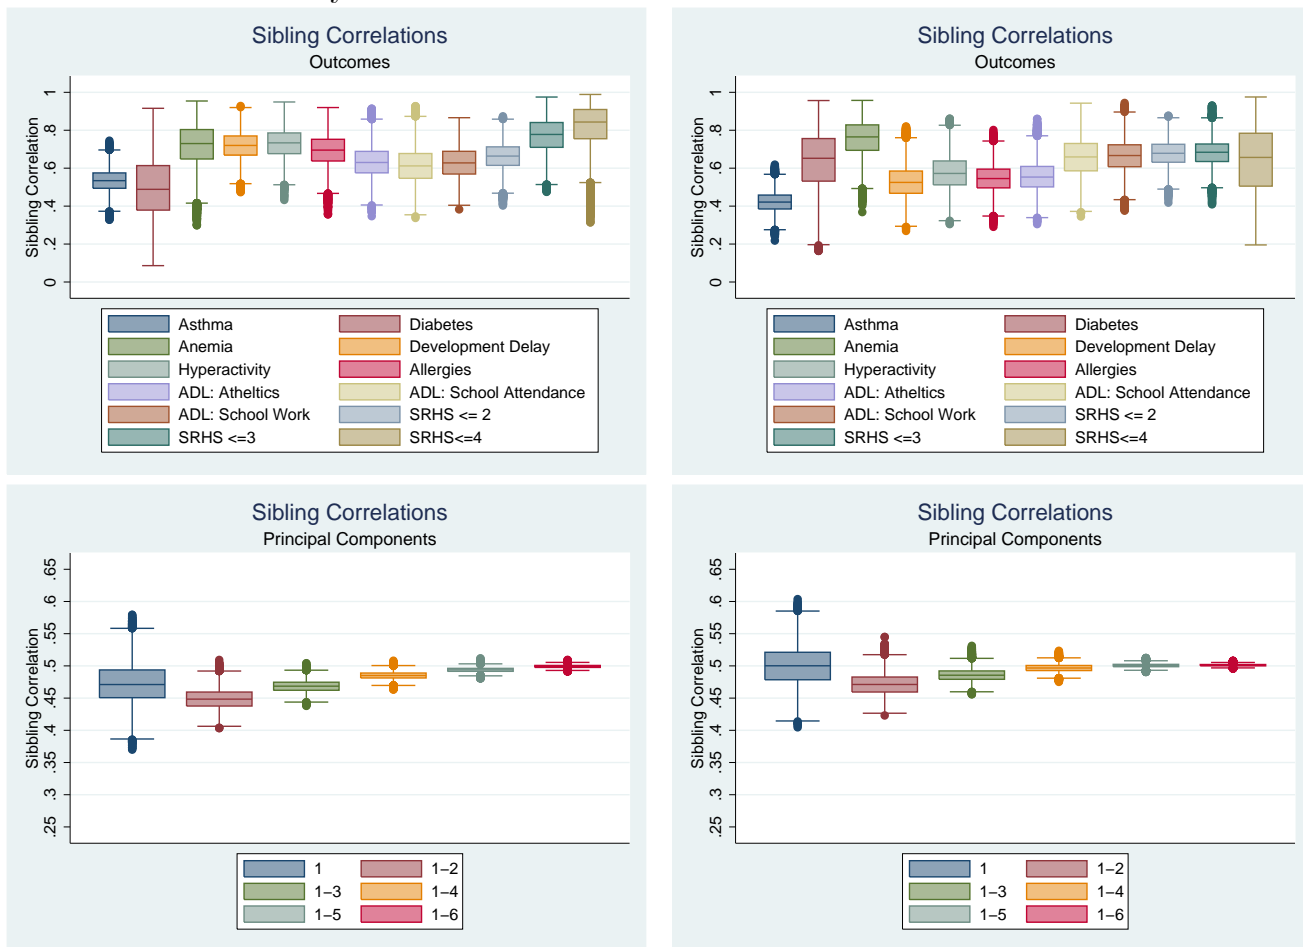 Sibling Correlations
Outcomes
Sibbling Correlation
1
.8
.6
.4
.2
0
Asthma
Diabetes
Anemia
Development Delay
Hyperactivity
Allergies
ADL: Atheltics
ADL: School Attendance
ADL: School Work
SRHS <= 2
SRHS <=3
SRHS<=4
Sibling Correlations
Outcomes
Sibbling Correlation
1
.8
.6
.4
.2
0
Asthma
Diabetes
Anemia
Development Delay
Hyperactivity
Allergies
ADL: Atheltics
ADL: School Attendance
ADL: School Work
SRHS <= 2
SRHS <=3
SRHS<=4
Sibling Correlations
Principal Components
Sibbling Correlation
.65
.6
.55
.5
.45
.4
.35
.3
.25
1
1−2
1−3
1−4
1−5
1−6
Sibling Correlations
Principal Components
Sibbling Correlation
.65
.6
.55
.5
.45
.4
.35
.3
.25
1
1−2
1−3
1−4
1−5
1−6